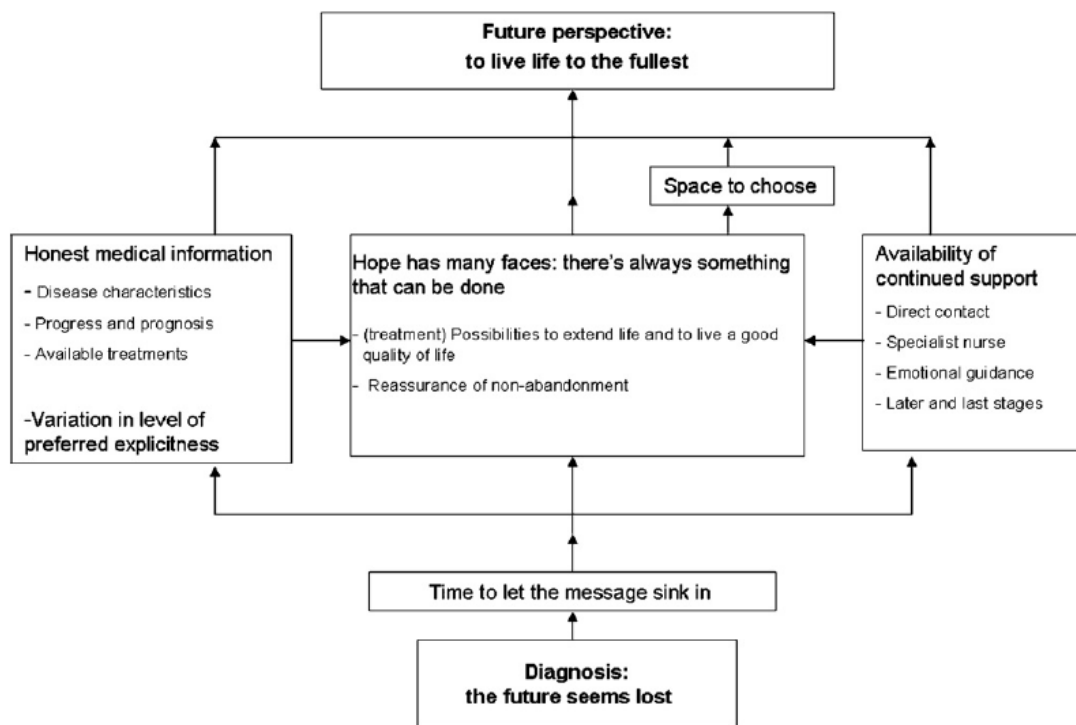 Future perspective:
to live life to the fullest
Space to choose
Honest medical information
- Disease characteristics
- Progress and prognosis
- Available treatments
-Variation in level of
preferred explicitness
Hope has many faces: there's always something
that can be done
- (treatment) Possibilities to extend life and to live a good
quality of life
- Reassurance of non-abandonment
Availability of
continued support
- Direct contact
- Specialist nurse
- Emotional guidance
- Later and last stages
Time to let the message sink in
Diagnosis:
the future seems lost